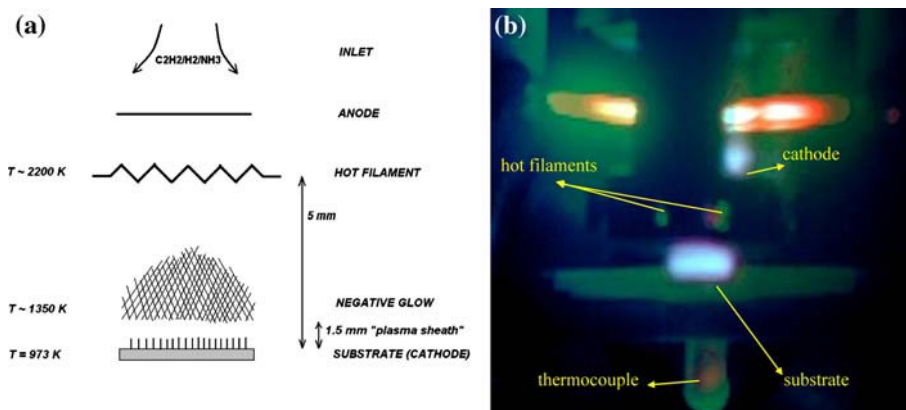 (a)
C2H2/H2/NH3
INLET
ANODE
T ~ 2200 K
HOT FILAMENT
5 mm
T ~ 1350 K
NEGATIVE GLOW
1.5 mm "plasma sheath"
T = 973 K
SUBSTRATE (CATHODE)
(b)
cathode
hot filaments
thermocouple
substrate